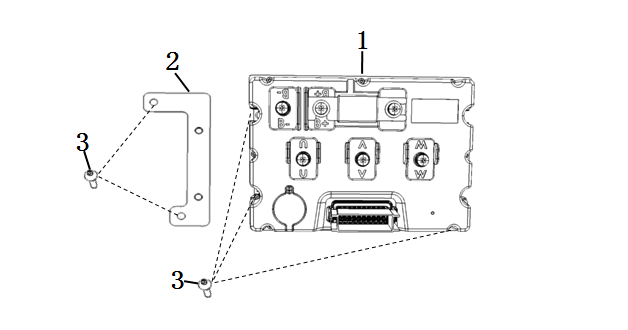 1
2
3
B- B+
B- B+
U V W
U V W
3